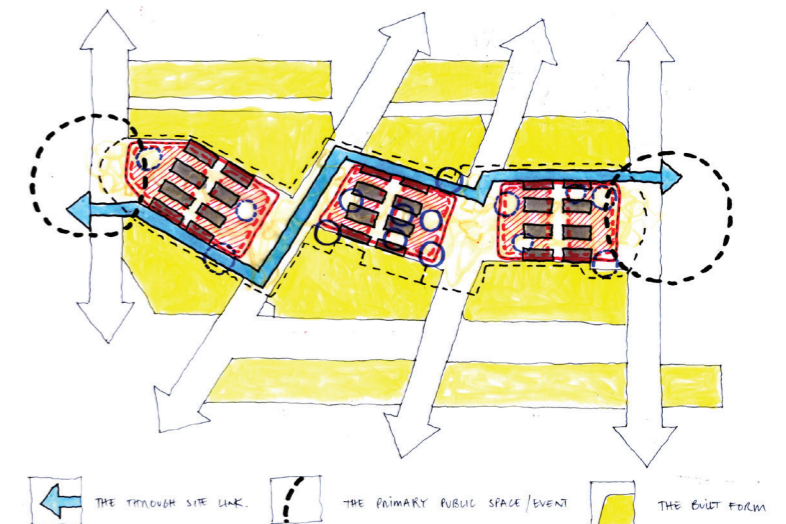 THE THROUGH SITE LINK.
THE PRIMARY PUBLIC SPACE/EVENT
THE BUILT FORM